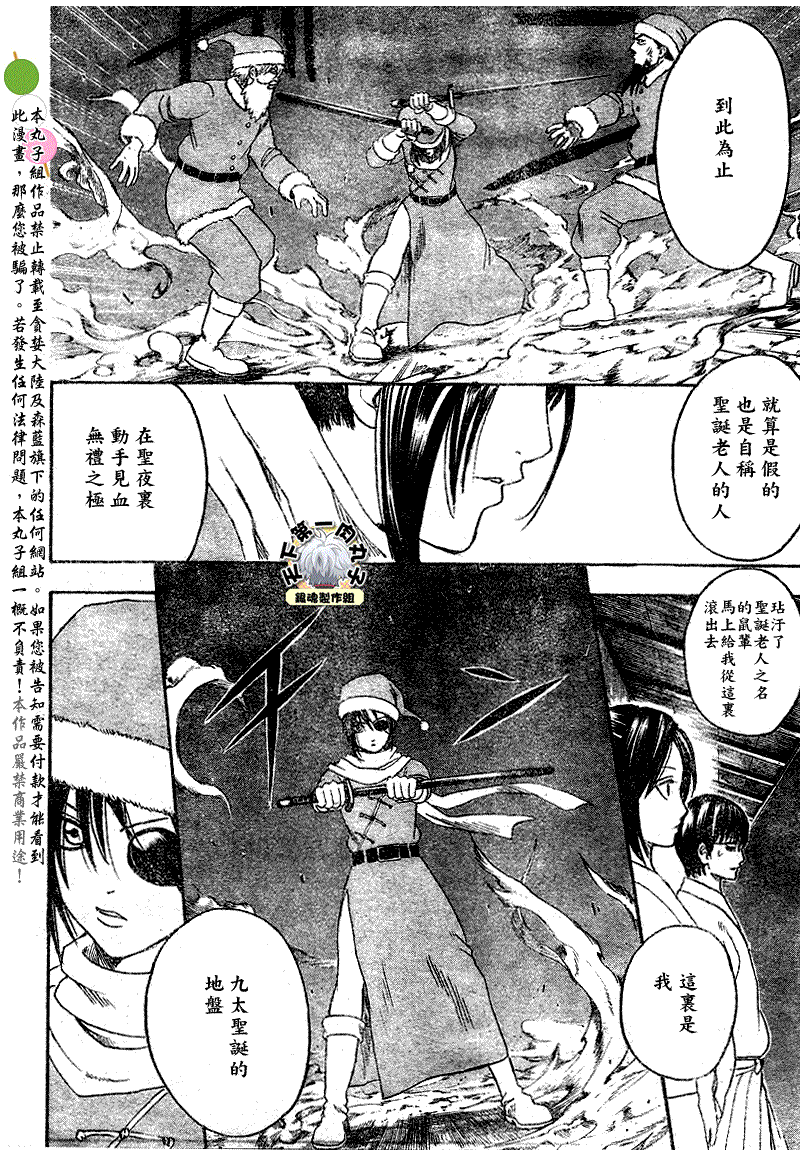 到此為止
就算是假的
也是自稱
聖誕老人的人
在聖夜裏
動手見血
無禮之極
玷汙了
聖誕老人之名
的鼠輩
馬上給我從這裏
滾出去
這裏是
我
九太聖誕的
地盤
天下第一肉丸子
銀魂製作組
本丸子組作品禁止轉載至貪婪大陸及森藍旗下的任何網站。如果您被告知需要付款才能看到
此漫畫，那麼您被騙了。若發生任何法律問題，本丸子組一概不負責！本作品嚴禁商業用途！